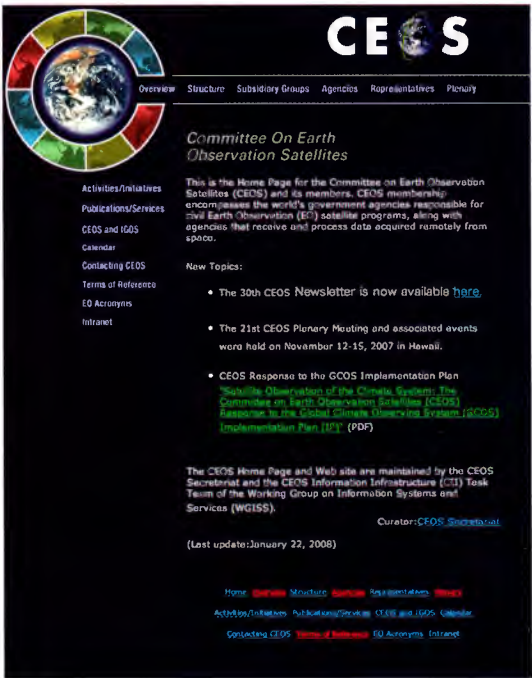 CEOS
Overview Structure Subsidiary Groups Agencies Representatives Plenary
Committee On Earth
Observation Satellites
Activities/Initiatives
Publications/Services
CEOS and IGOS
Calendar
Contacting CEOS
Terms of Reference
EO Acronyms
Intranet
This is the Home Page for the Committee on Earth Observation
Satellites (CEOS) and its members. CEOS membership
encompasses the world's government agencies responsible for
civil Earth Observation (EO) satellite programs, along with
agencies that receive and process data acquired remotely from
space.
New Topics:
• The 30th CEOS Newsletter is now available here.
• The 21st CEOS Plenary Meeting and associated events
were held on November 12-15, 2007 in Hawaii.
• CEOS Response to the GCOS Implementation Plan
"Satellite Observation of the Climate System: The
Committee on Earth Observation Satellites (CEOS)
Response to the Global Climate Observing System (GCOS)
Implementation Plan (IP)" (PDF)
The CEOS Home Page and Web site are maintained by the CEOS
Secretariat and the CEOS Information Infrastructure (CII) Task
Team of the Working Group on Information Systems and
Services (WGISS).
Curator:CEOS Secretariat
(Last update:January 22, 2008)
Home Structure Representatives
Activities/Initiatives Publications/Services CEOS and IGOS Calendar
Contacting CEOS Terms of Reference EO Acronyms Intranet